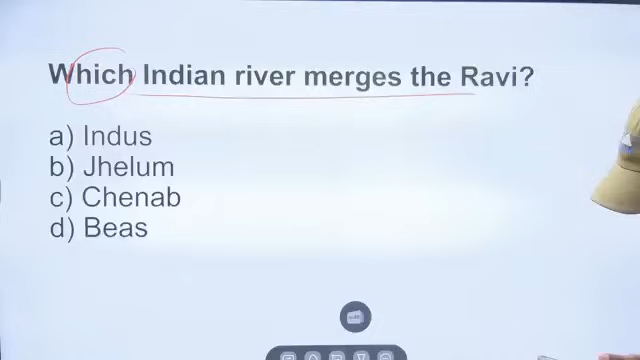 Which Indian river merges the Ravi?
a) Indus
b) Jhelum
c) Chenab
d) Beas